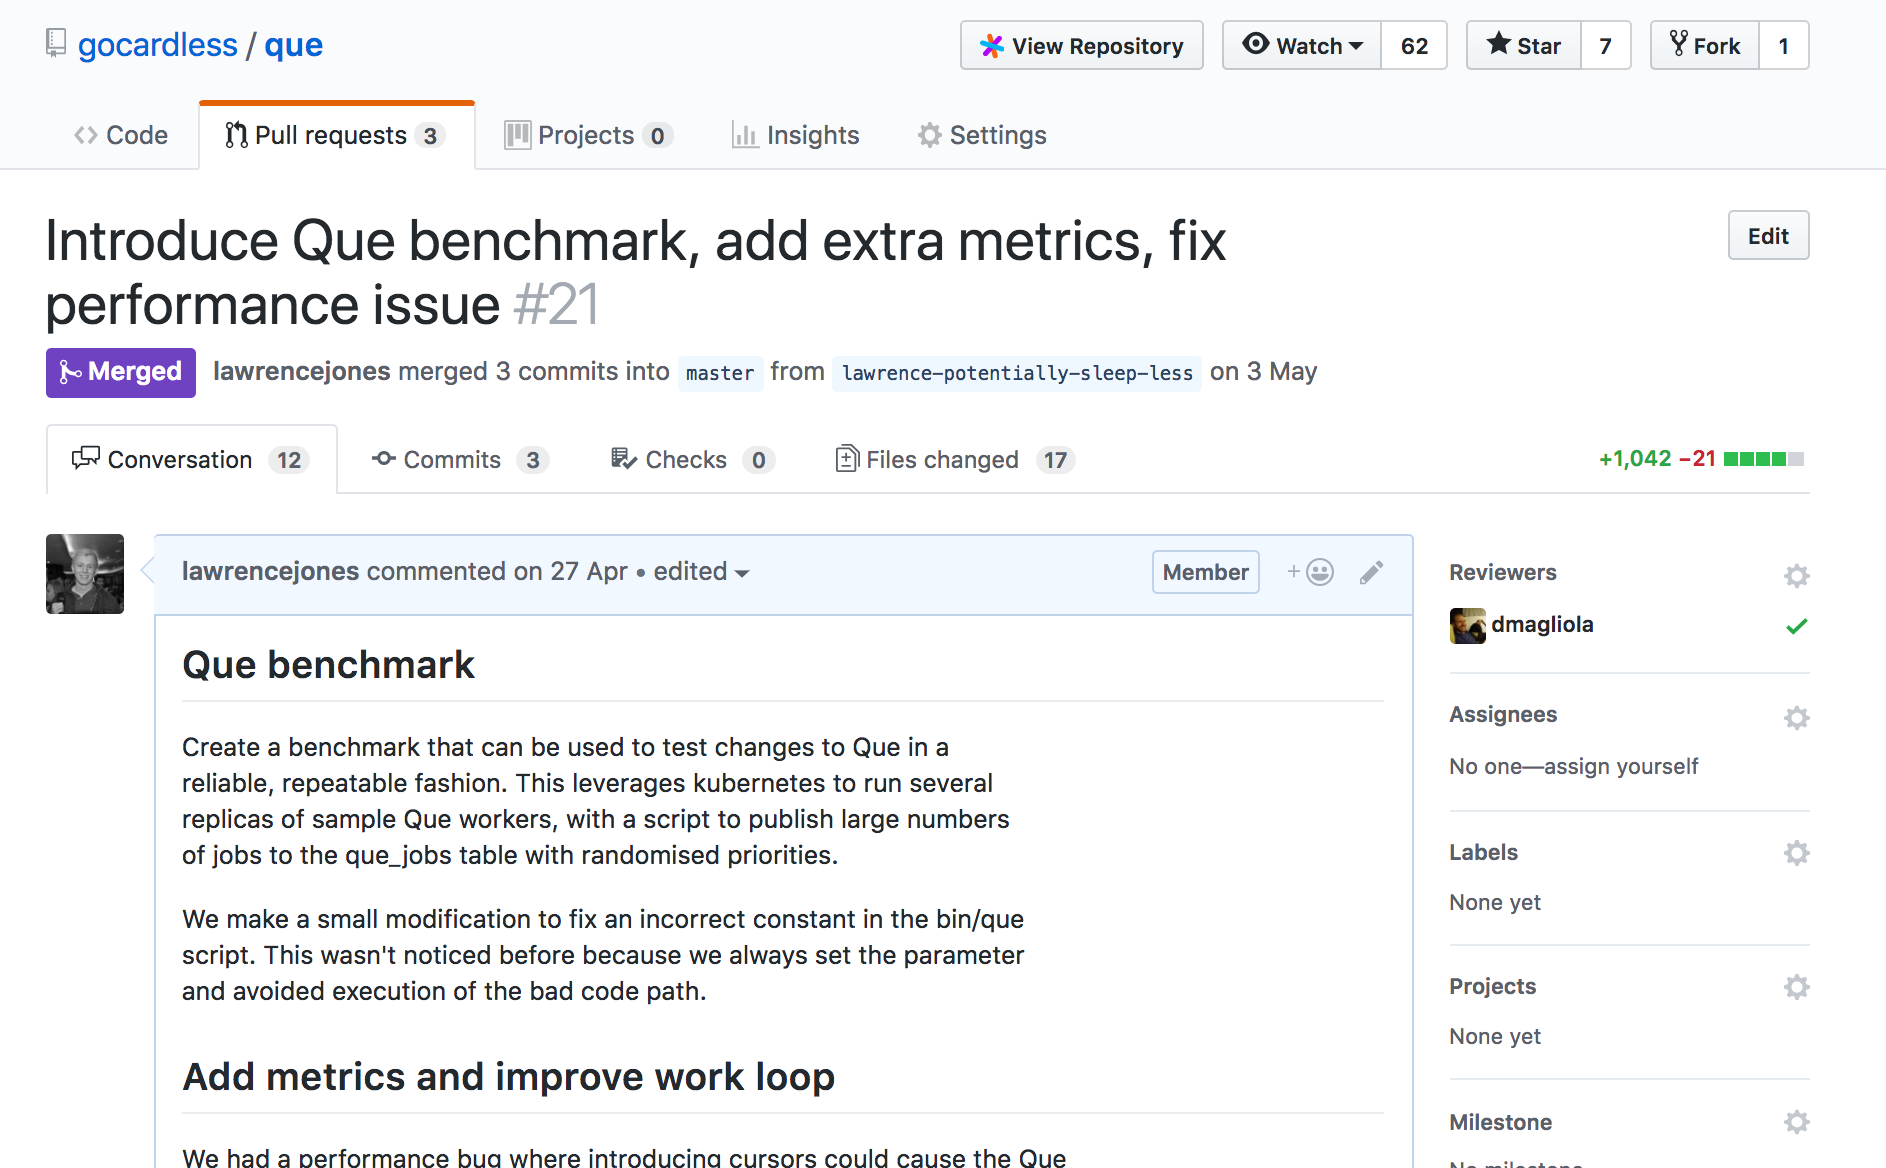 gocardless / que
View Repository
Watch 62
Star 7
Fork 1
Code
Pull requests 3
Projects 0
Insights
Settings
Introduce Que benchmark, add extra metrics, fix
performance issue #21
Edit
Merged
lawrencejones merged 3 commits into master from lawrence-potentially-sleep-less on 3 May
Conversation 12
Commits 3
Checks 0
Files changed 17
+1,042 −21
lawrencejones commented on 27 Apr • edited
Member
+
Que benchmark
Create a benchmark that can be used to test changes to Que in a
reliable, repeatable fashion. This leverages kubernetes to run several
replicas of sample Que workers, with a script to publish large numbers
of jobs to the que_jobs table with randomised priorities.
We make a small modification to fix an incorrect constant in the bin/que
script. This wasn't noticed before because we always set the parameter
and avoided execution of the bad code path.
Add metrics and improve work loop
We had a performance bug where introducing cursors could cause the Que
Reviewers
dmagliola
Assignees
No one—assign yourself
Labels
None yet
Projects
None yet
Milestone
No milestone